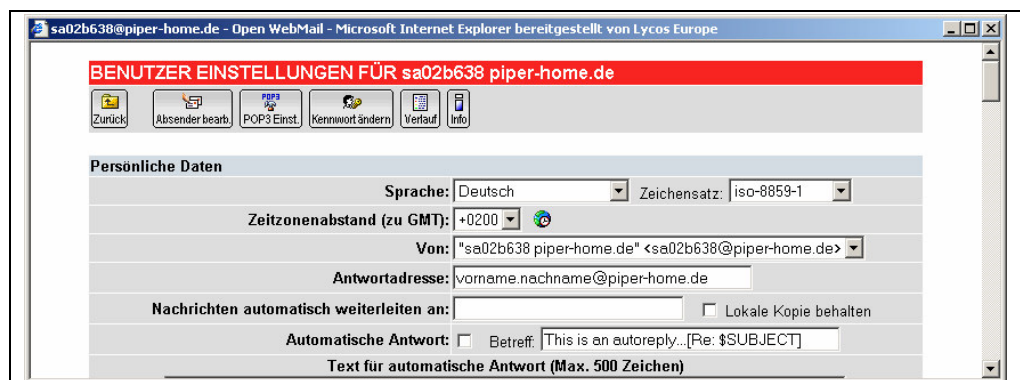 sa02b638@piper-home.de - Open WebMail - Microsoft Internet Explorer bereitgestellt von Lycos Europe
BENUTZER EINSTELLUNGEN FÜR sa02b638 piper-home.de
Zurück Absender bearb. POP3 POP3 Einst. Kennwort ändern Verlauf Info
Persönliche Daten
Sprache: Deutsch Zeichensatz: iso-8859-1
Zeitzonenabstand (zu GMT): +0200
Von: "sa02b638 piper-home.de" <sa02b638@piper-home.de>
Antwortadresse: vorname.nachname@piper-home.de
Nachrichten automatisch weiterleiten an: Lokale Kopie behalten
Automatische Antwort: Betreff: This is an autoreply...[Re: $SUBJECT]
Text für automatische Antwort (Max. 500 Zeichen)